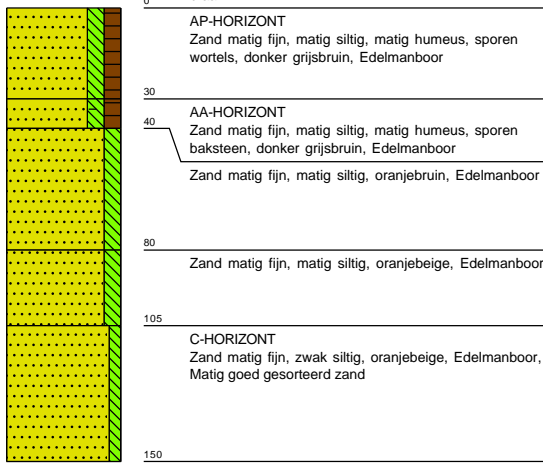 0
AP-HORIZONT
Zand matig fijn, matig siltig, matig humeus, sporen
wortels, donker grijsbruin, Edelmanboor
30
AA-HORIZONT
40
Zand matig fijn, matig siltig, matig humeus, sporen
baksteen, donker grijsbruin, Edelmanboor
Zand matig fijn, matig siltig, oranjebruin, Edelmanboor
80
Zand matig fijn, matig siltig, oranjebeige, Edelmanboor
105
C-HORIZONT
Zand matig fijn, zwak siltig, oranjebeige, Edelmanboor,
Matig goed gesorteerd zand
150